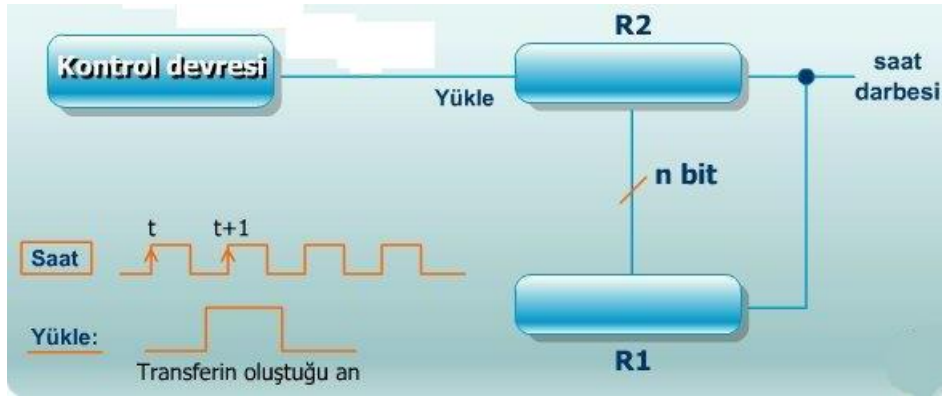 R2
Kontrol devresi
saat
darbesi
Yükle
n bit
t t+1
Saat
Yükle:
Transferin oluştuğu an
R1